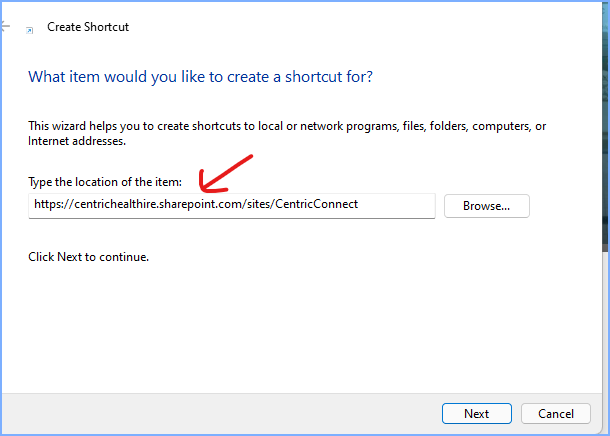 Create Shortcut
What item would you like to create a shortcut for?
This wizard helps you to create shortcuts to local or network programs, files, folders, computers, or
Internet addresses.
Type the location of the item:
https://centrichealthire.sharepoint.com/sites/CentricConnect
Browse...
Click Next to continue.
Next
Cancel